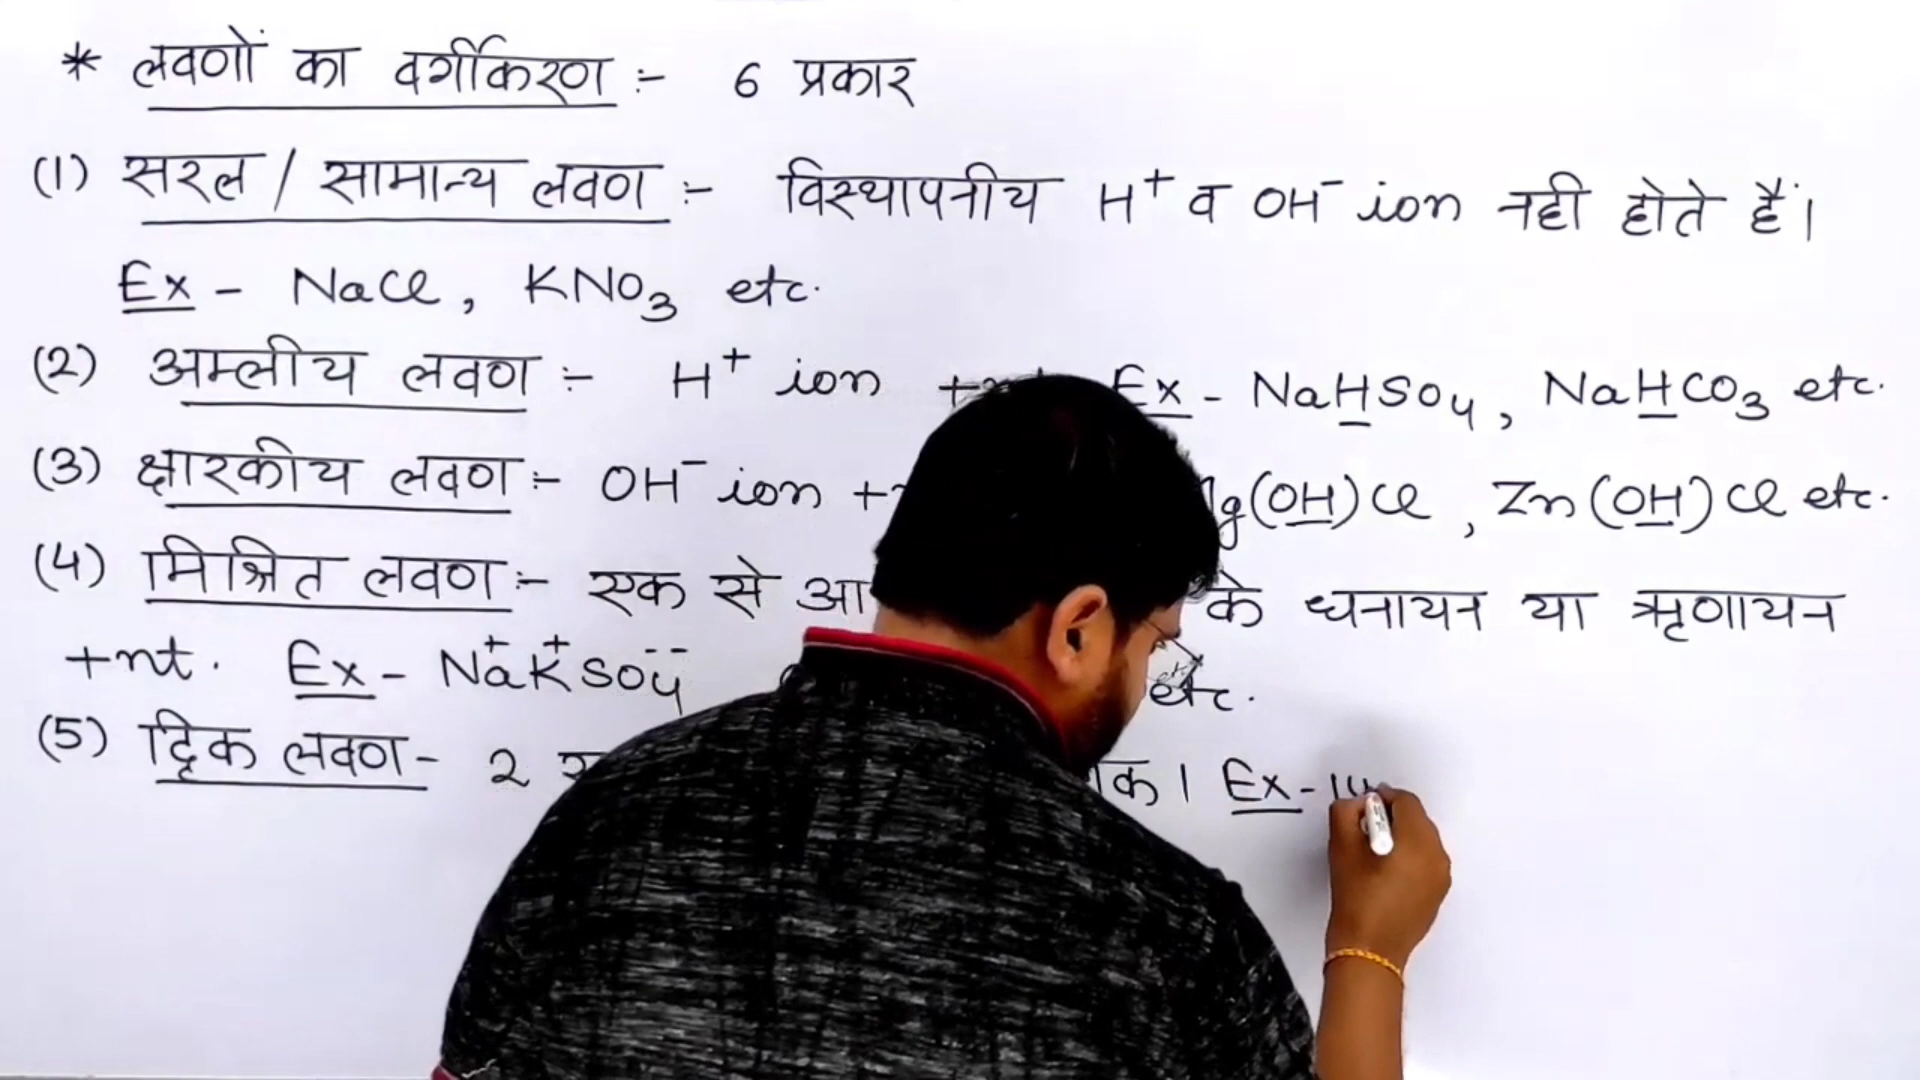 * लवणों का वर्गीकरण :- 6 प्रकार
(1) सरल / सामान्य लवण :- विस्थापनीय H⁺ व OH⁻ ion नही होते हैं।
Ex - NaCl, KNO₃ etc.
(2) अम्लीय लवण :- H⁺ ion Ex - NaHSO₄, NaHCO₃ etc.
(3) क्षारकीय लवण :- OH⁻ ion g(OH)Cl, Zn(OH)Cl etc.
(4) मिश्रित लवण :- एक से के धनायन या ऋणायन
+nt. Ex - Na⁺K⁺SO₄⁻⁻ etc.
(5) द्विक लवण - 2 Ex -